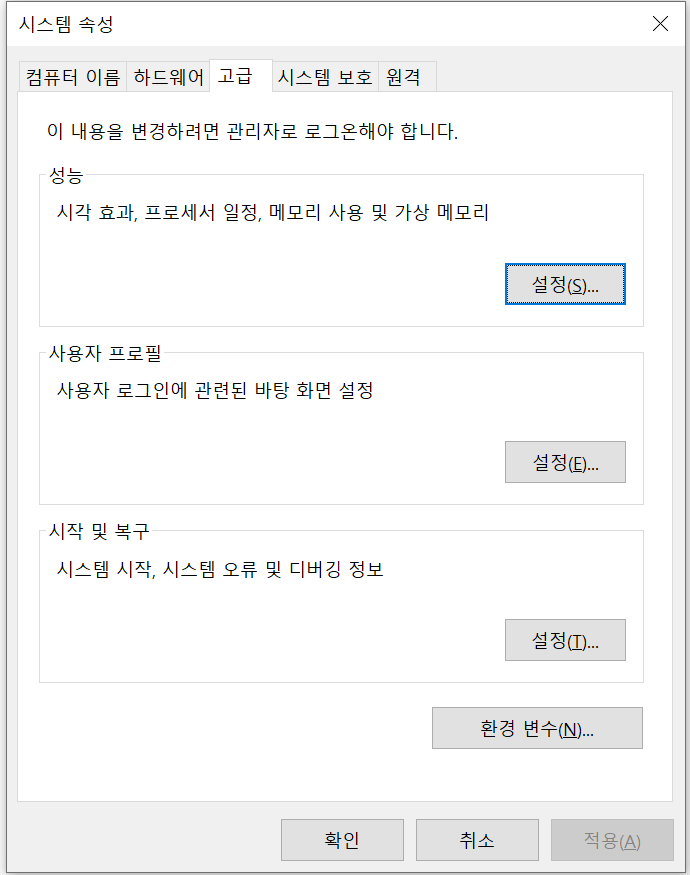 시스템 속성
컴퓨터 이름 하드웨어 고급 시스템 보호 원격
이 내용을 변경하려면 관리자로 로그온해야 합니다.
성능
시각 효과, 프로세서 일정, 메모리 사용 및 가상 메모리
설정(S)...
사용자 프로필
사용자 로그인에 관련된 바탕 화면 설정
설정(E)...
시작 및 복구
시스템 시작, 시스템 오류 및 디버깅 정보
설정(T)...
환경 변수(N)...
확인 취소 적용(A)